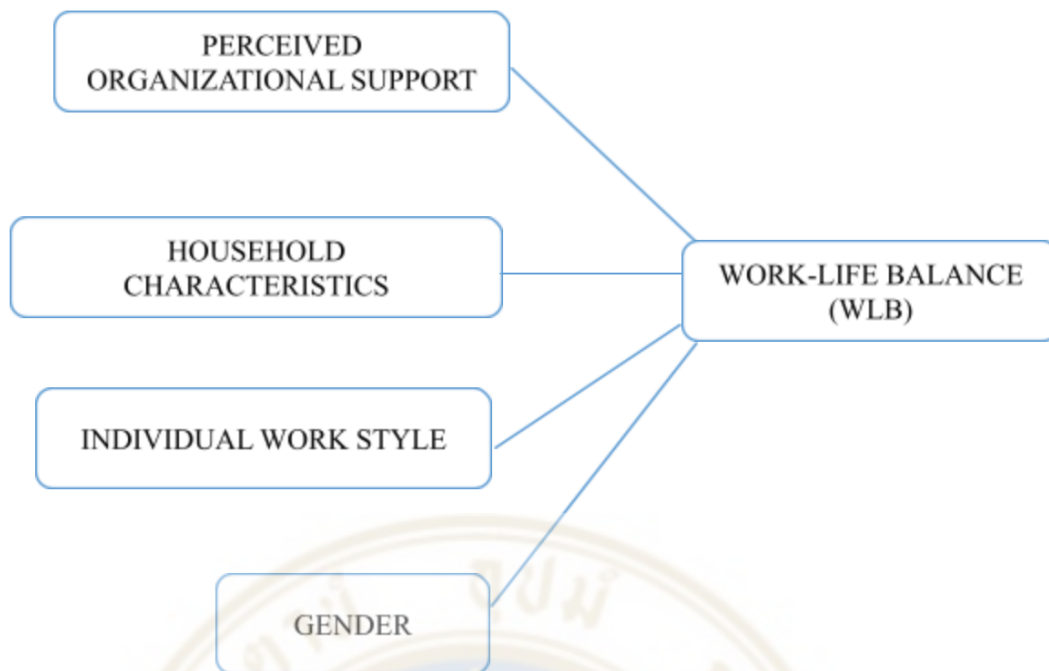 PERCEIVED
ORGANIZATIONAL SUPPORT
HOUSEHOLD
CHARACTERISTICS
WORK-LIFE BALANCE
(WLB)
INDIVIDUAL WORK STYLE
GENDER